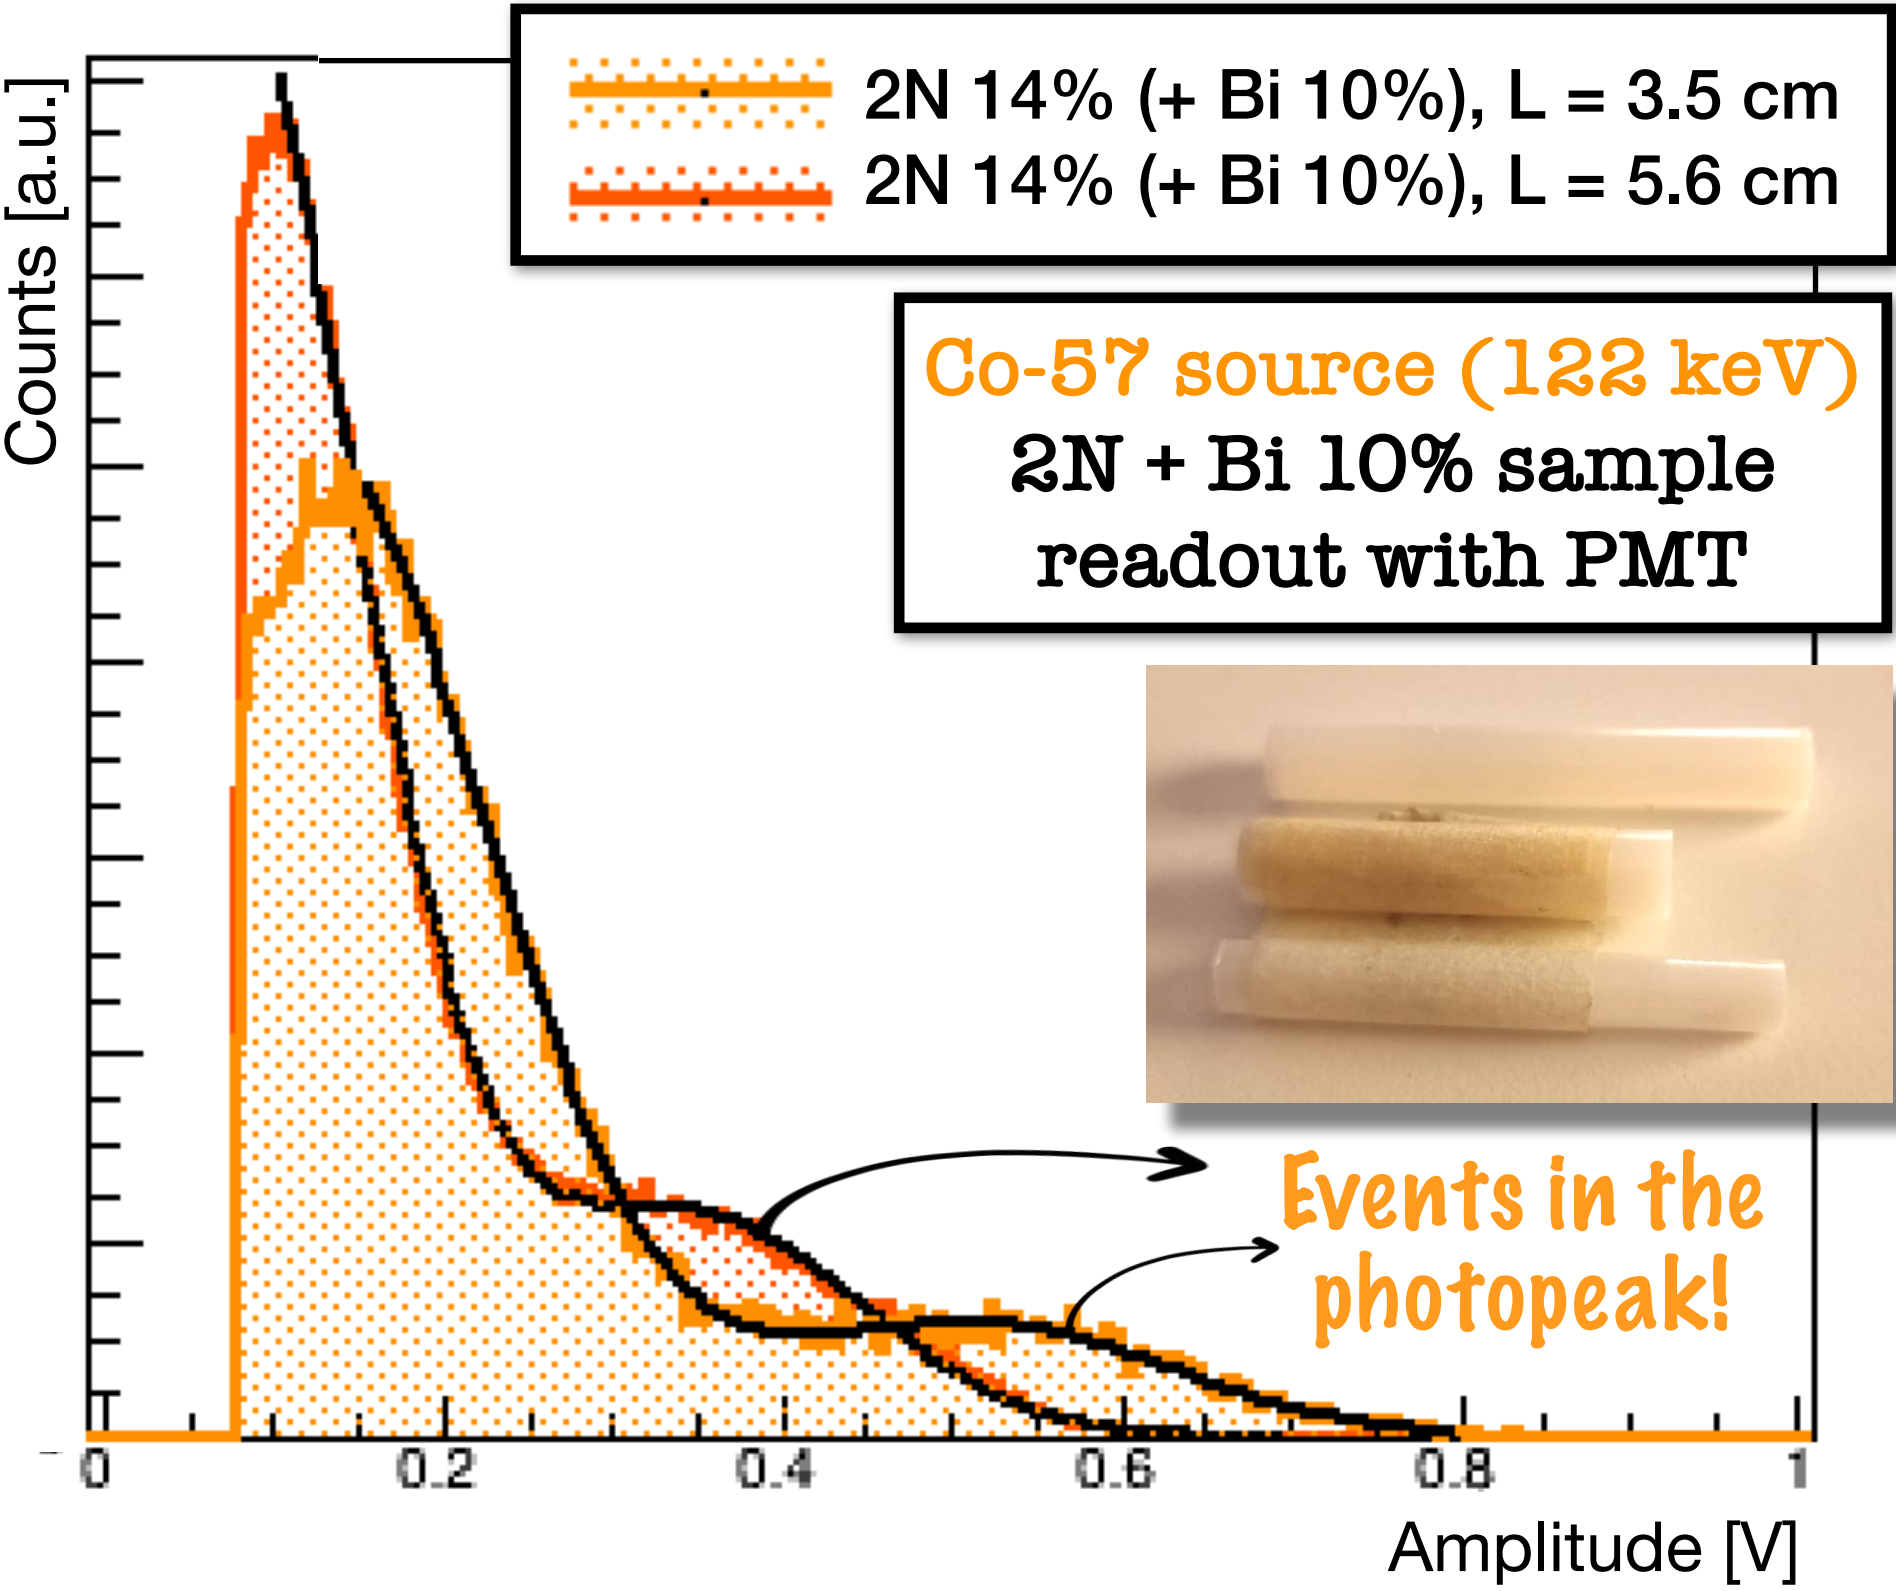 2N 14% (+ Bi 10%), L = 3.5 cm
2N 14% (+ Bi 10%), L = 5.6 cm
Counts [a.u.]
Co-57 source (122 keV)
2N + Bi 10% sample
readout with PMT
Events in the
photopeak!
0 0.2 0.4 0.6 0.8 1
Amplitude [V]